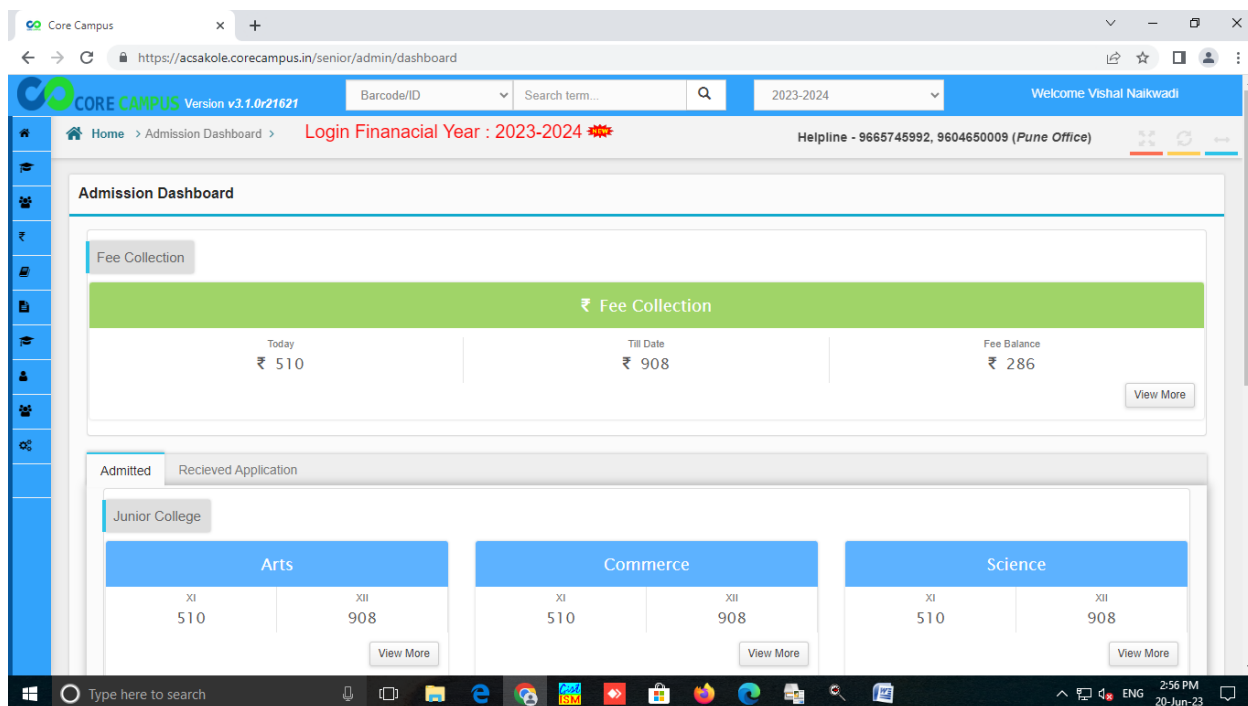 Core Campus
https://acsakole.corecampus.in/senior/admin/dashboard
CORE CAMPUS Version v3.1.0r21621 Barcode/ID Search term... 2023-2024 Welcome Vishal Naikwadi
Home > Admission Dashboard > Login Finanacial Year : 2023-2024 NEW Helpline - 9665745992, 9604650009 (Pune Office)
Admission Dashboard
Fee Collection
₹ Fee Collection
Today Till Date Fee Balance
₹ 510 ₹ 908 ₹ 286
View More
Admitted Recieved Application
Junior College
Arts Commerce Science
XI XII XI XII XI XII
510 908 510 908 510 908
View More View More View More
Type here to search Cist ISM ENG 2:56 PM
20-Jun-23